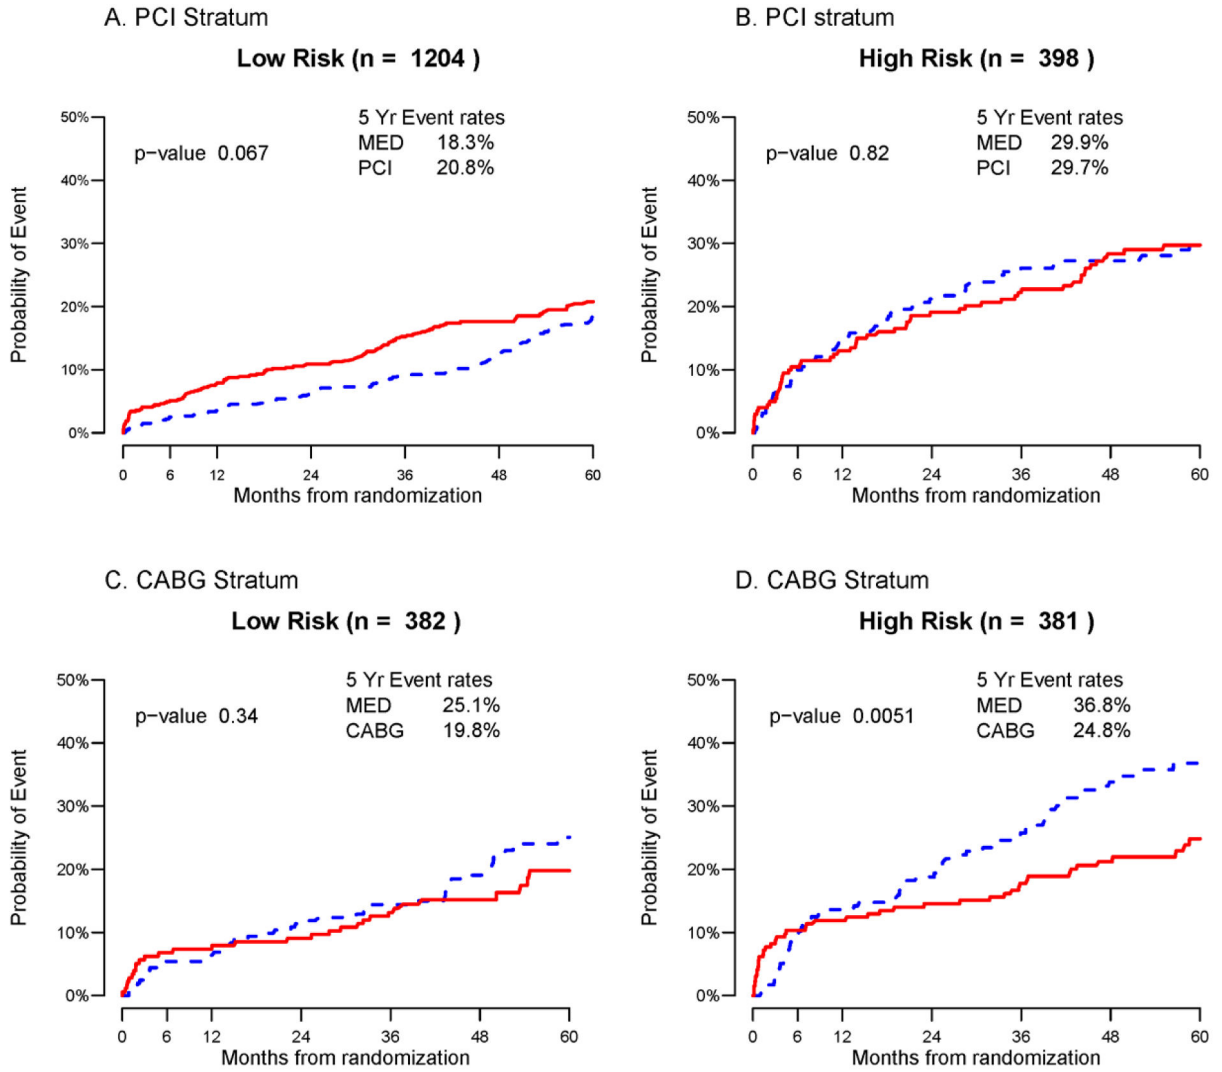 A. PCI Stratum
Low Risk (n = 1204 )
5 Yr Event rates
p-value 0.067
MED 18.3%
PCI 20.8%
Probability of Event
50%
40%
30%
20%
10%
0%
0 6 12 24 36 48 60
Months from randomization
B. PCI stratum
High Risk (n = 398 )
5 Yr Event rates
p-value 0.82
MED 29.9%
PCI 29.7%
Probability of Event
50%
40%
30%
20%
10%
0%
0 6 12 24 36 48 60
Months from randomization
C. CABG Stratum
Low Risk (n = 382 )
5 Yr Event rates
p-value 0.34
MED 25.1%
CABG 19.8%
Probability of Event
50%
40%
30%
20%
10%
0%
0 6 12 24 36 48 60
Months from randomization
D. CABG Stratum
High Risk (n = 381 )
5 Yr Event rates
p-value 0.0051
MED 36.8%
CABG 24.8%
Probability of Event
50%
40%
30%
20%
10%
0%
0 6 12 24 36 48 60
Months from randomization